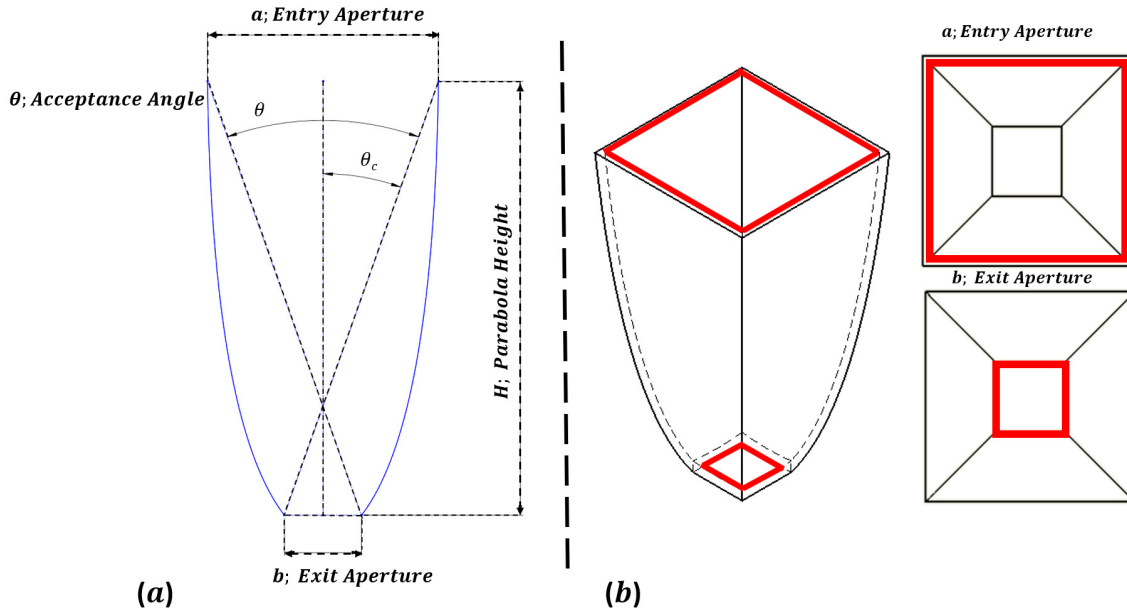 a; Entry Aperture
θ; Acceptance Angle
θ
θc
H; Parabola Height
b; Exit Aperture
(a)
a; Entry Aperture
b; Exit Aperture
(b)